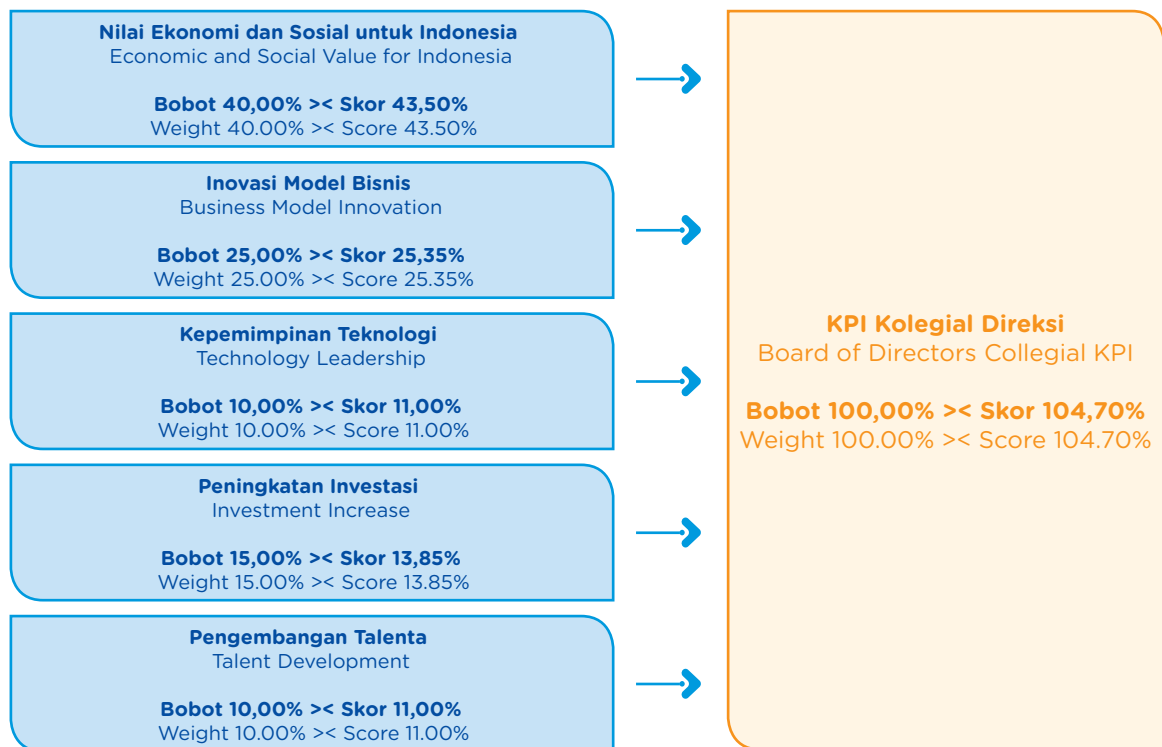 Nilai Ekonomi dan Sosial untuk Indonesia
Economic and Social Value for Indonesia
Bobot 40,00% >< Skor 43,50%
Weight 40.00% >< Score 43.50%
Inovasi Model Bisnis
Business Model Innovation
Bobot 25,00% >< Skor 25,35%
Weight 25.00% >< Score 25.35%
Kepemimpinan Teknologi
Technology Leadership
Bobot 10,00% >< Skor 11,00%
Weight 10.00% >< Score 11.00%
Peningkatan Investasi
Investment Increase
Bobot 15,00% >< Skor 13,85%
Weight 15.00% >< Score 13.85%
Pengembangan Talenta
Talent Development
Bobot 10,00% >< Skor 11,00%
Weight 10.00% >< Score 11.00%
KPI Kolegial Direksi
Board of Directors Collegial KPI
Bobot 100,00% >< Skor 104,70%
Weight 100.00% >< Score 104.70%